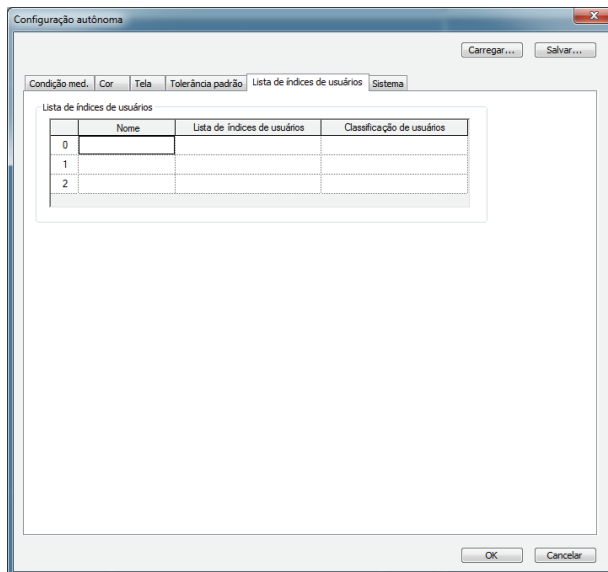 Configuração autônoma
x
Carregar... Salvar...
Condição med. Cor Tela Tolerância padrão Lista de índices de usuários Sistema
Lista de índices de usuários
Nome Lista de índices de usuários Classificação de usuários
0
1
2
OK Cancelar